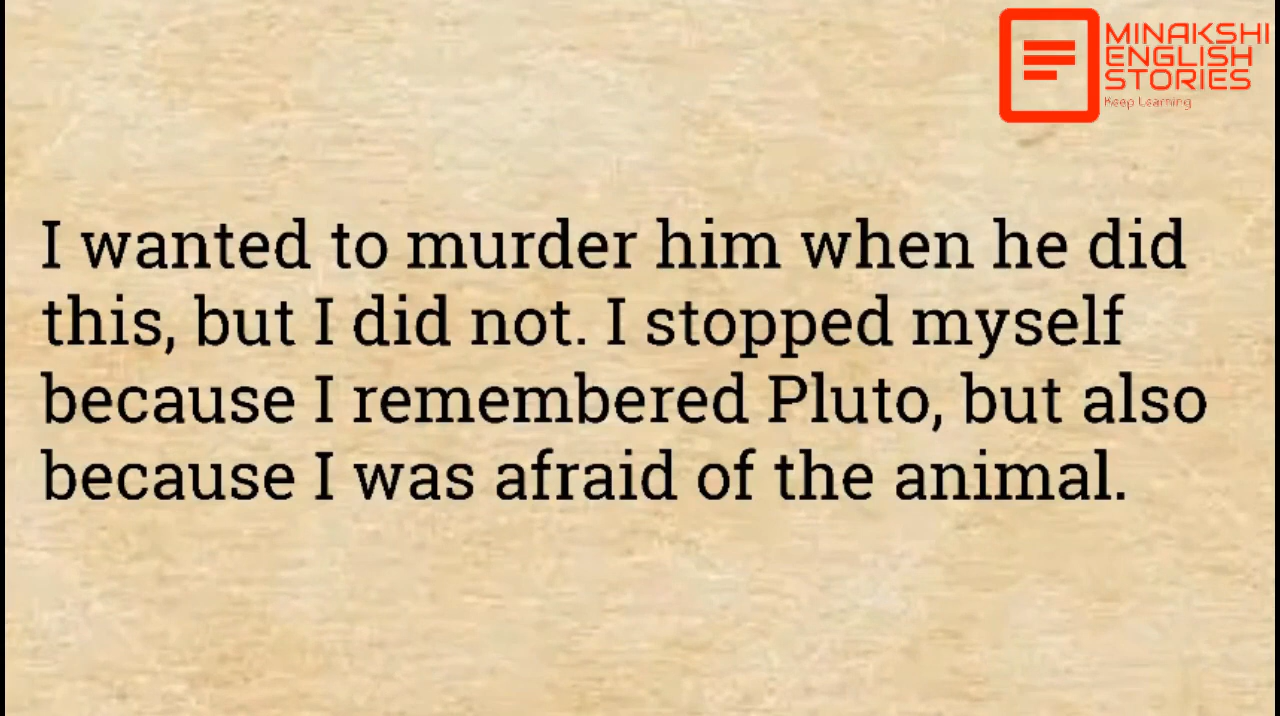 MINAKSHI
ENGLISH
STORIES
Keep Learning
I wanted to murder him when he did
this, but I did not. I stopped myself
because I remembered Pluto, but also
because I was afraid of the animal.